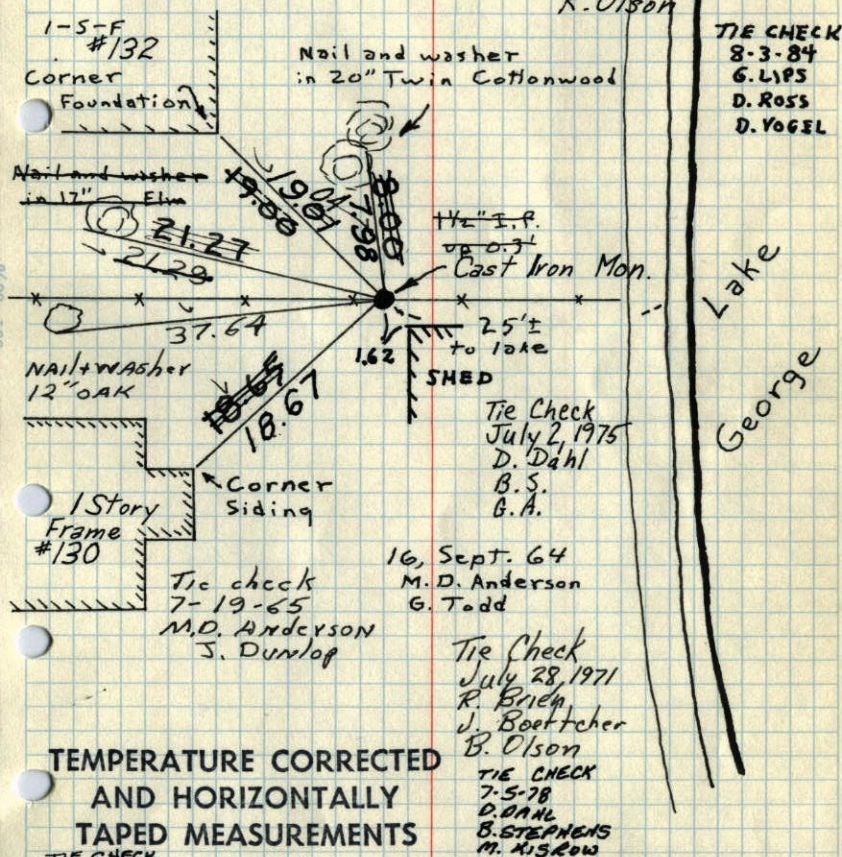 R. Olson
1-S-F
#132
Corner
Foundation
Nail and washer
in 20" Twin Cottonwood
TIE CHECK
8-3-84
G. LIPS
D. ROSS
D. VOGEL
Nail and washer
in 12" Elm
19.00
19.01
.04
7.98
8.00
21.27
21.29
1½" I.P.
up 0.3'
Cast Iron Mon.
Lake
George
37.64
1.62
25'±
to lake
SHED
NAIL + WASHER
12" OAK
18.67
Corner
Siding
Tie Check
July 2, 1975
D. Dahl
B.S.
G.A.
1 Story
Frame
#130
16, Sept. 64
M. D. Anderson
G. Todd
Tie check
7-19-65
M.D. Anderson
J. Dunlop
Tie Check
July 28, 1971
R. Brien
J. Boettcher
B. Olson
TEMPERATURE CORRECTED
AND HORIZONTALLY
TAPED MEASUREMENTS
TIE CHECK
7-5-78
D. DAHL
B. STEPHENS
M. KISROW
TIE CHECK